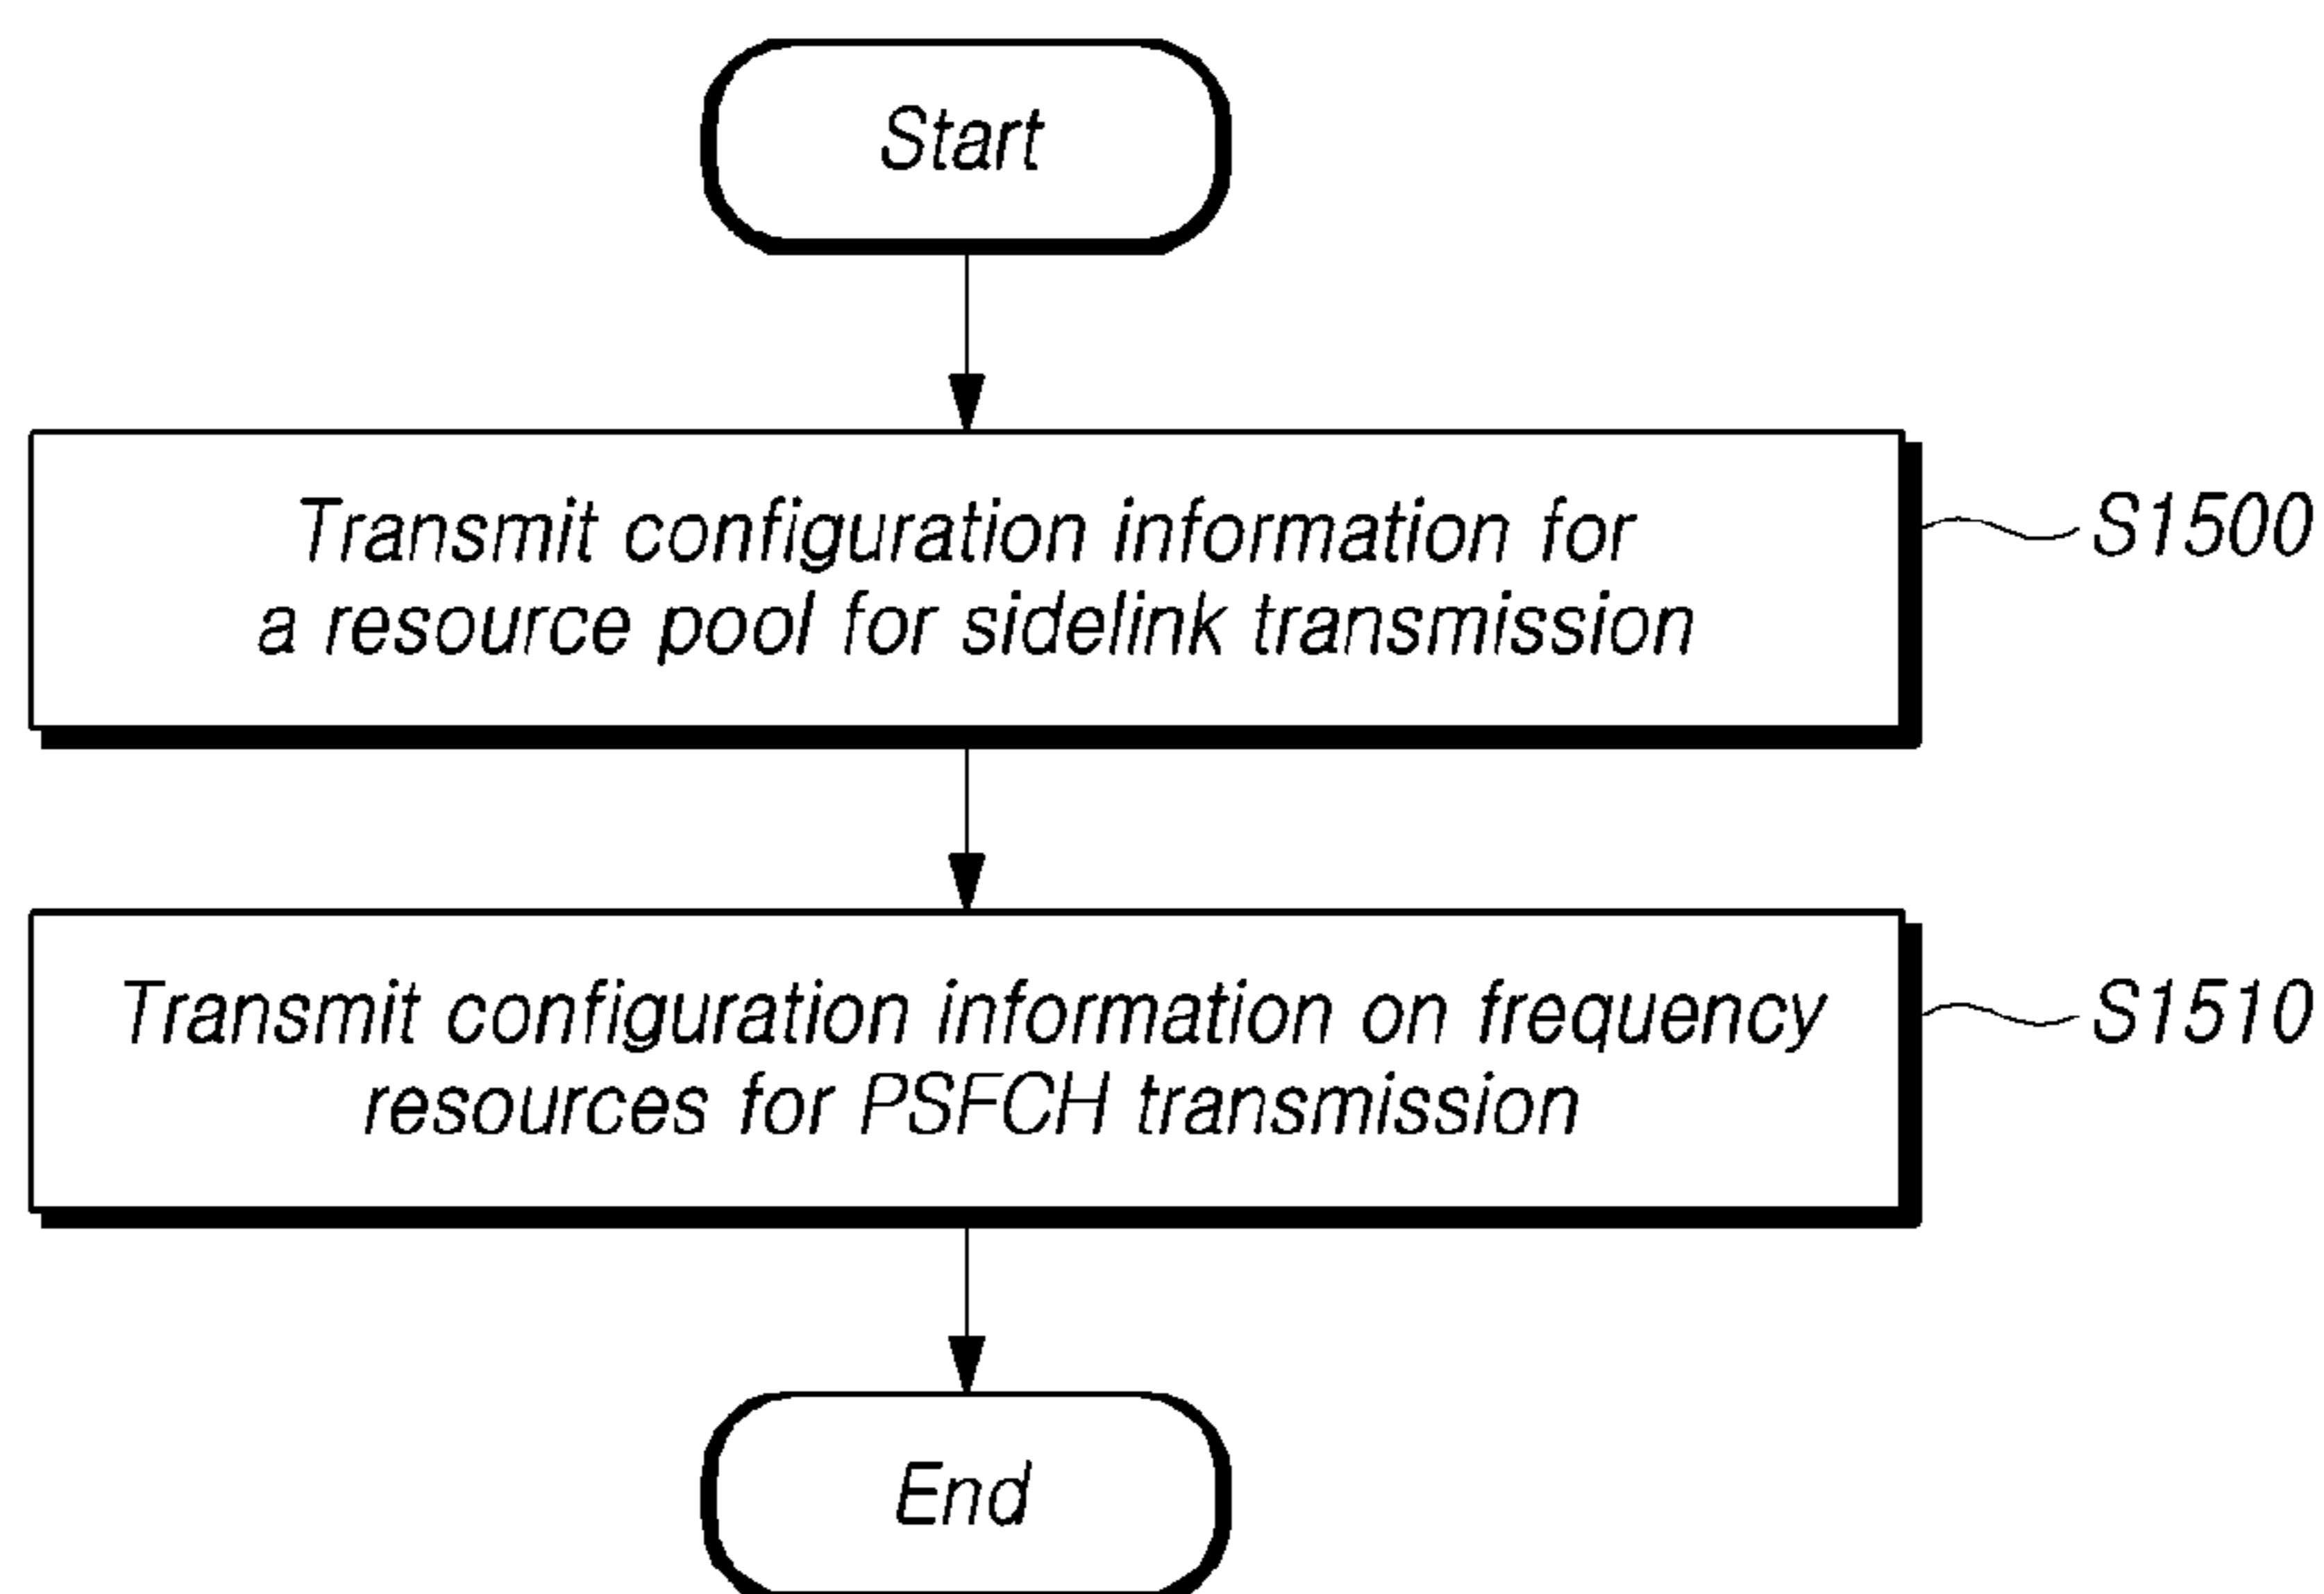 Start
Transmit configuration information for
a resource pool for sidelink transmission
S1500
Transmit configuration information on frequency
resources for PSFCH transmission
S1510
End